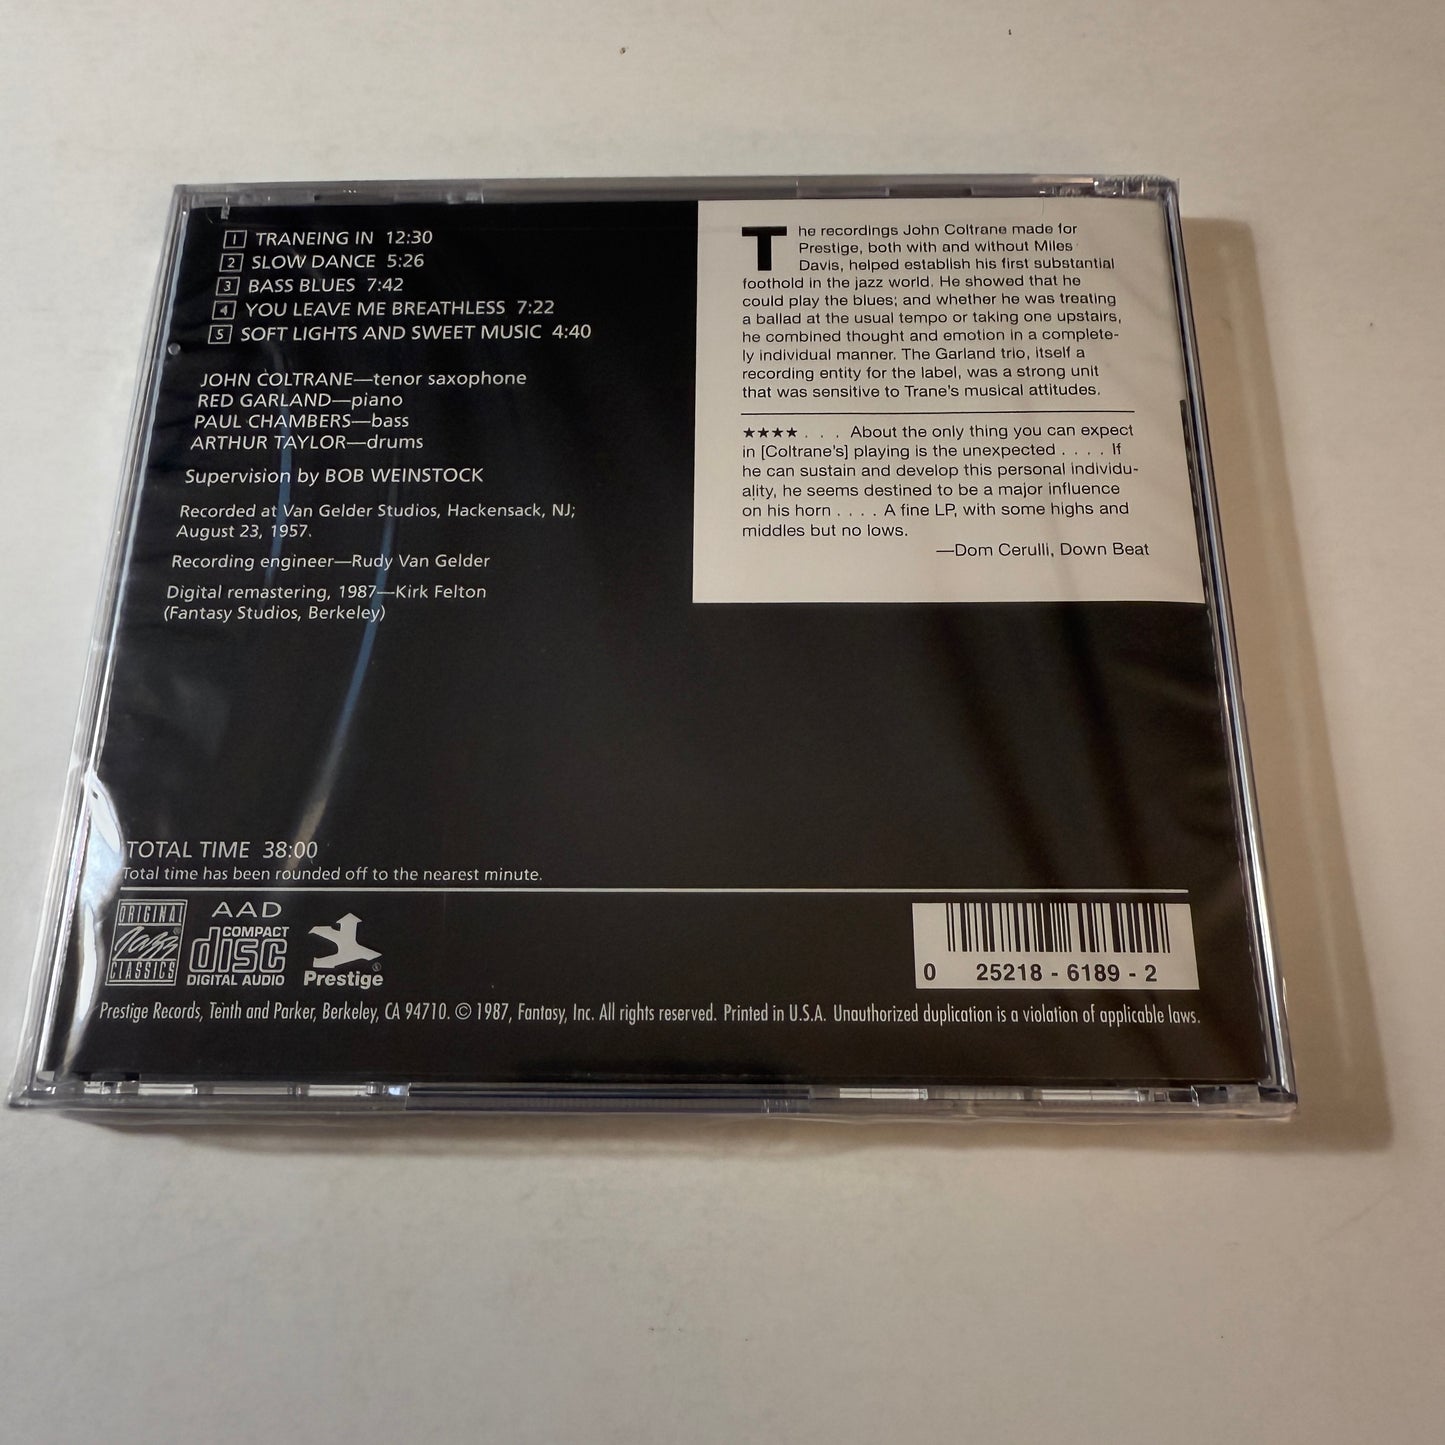 1 TRANEING IN 12:30
2 SLOW DANCE 5:26
3 BASS BLUES 7:42
4 YOU LEAVE ME BREATHLESS 7:22
5 SOFT LIGHTS AND SWEET MUSIC 4:40
JOHN COLTRANE—tenor saxophone
RED GARLAND—piano
PAUL CHAMBERS—bass
ARTHUR TAYLOR—drums
Supervision by BOB WEINSTOCK
Recorded at Van Gelder Studios, Hackensack, NJ;
August 23, 1957.
Recording engineer—Rudy Van Gelder
Digital remastering, 1987—Kirk Felton
(Fantasy Studios, Berkeley)
The recordings John Coltrane made for
Prestige, both with and without Miles
Davis, helped establish his first substantial
foothold in the jazz world. He showed that he
could play the blues; and whether he was treating
a ballad at the usual tempo or taking one upstairs,
he combined thought and emotion in a complete-
ly individual manner. The Garland trio, itself a
recording entity for the label, was a strong unit
that was sensitive to Trane's musical attitudes.
★★★★ . . . About the only thing you can expect
in [Coltrane's] playing is the unexpected . . . . If
he can sustain and develop this personal individu-
ality, he seems destined to be a major influence
on his horn . . . . A fine LP, with some highs and
middles but no lows.
—Dom Cerulli, Down Beat
TOTAL TIME 38:00
Total time has been rounded off to the nearest minute.
ORIGINAL
Jazz
CLASSICS
®
AAD
COMPACT
disc
DIGITAL AUDIO
Prestige
®
0 25218 - 6189 - 2
Prestige Records, Tenth and Parker, Berkeley, CA 94710. © 1987, Fantasy, Inc. All rights reserved. Printed in U.S.A. Unauthorized duplication is a violation of applicable laws.